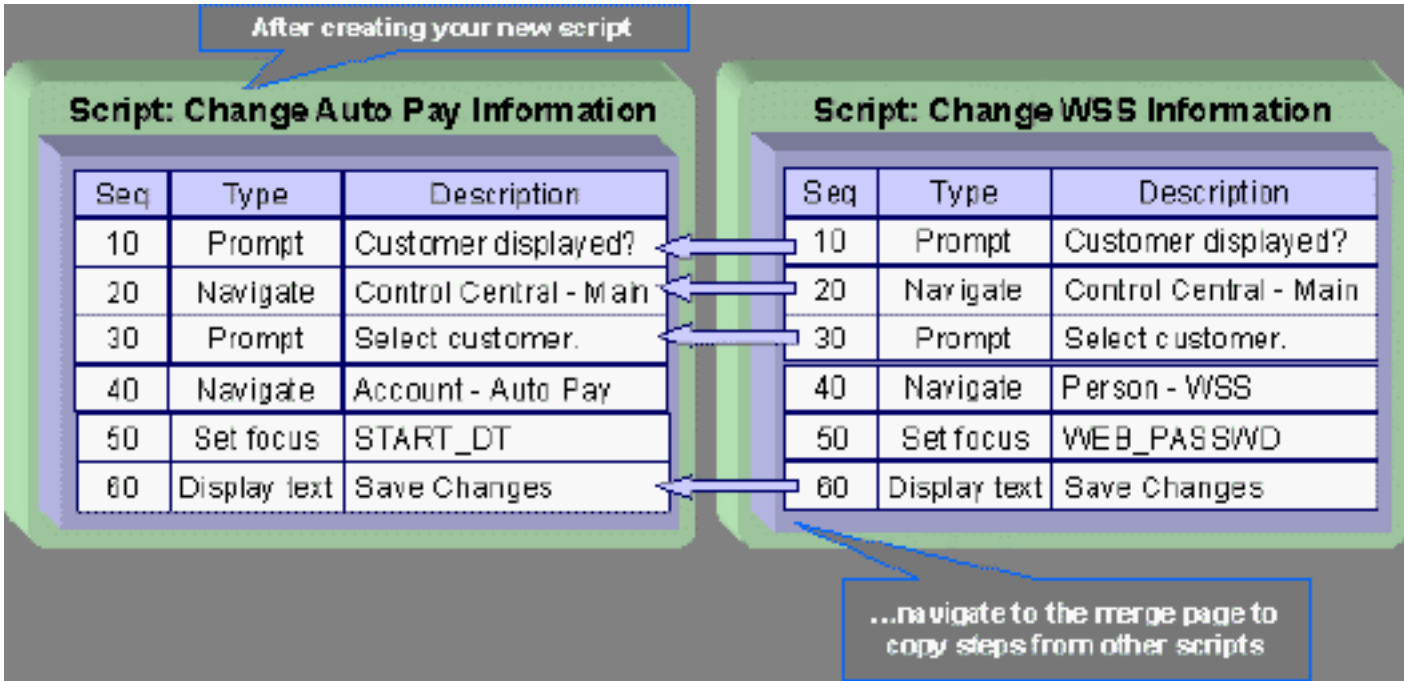 After creating your new script
Script: Change Auto Pay Information
Seq Type Description
10 Prompt Customer displayed?
20 Navigate Control Central - Main
30 Prompt Select customer.
40 Navigate Account - Auto Pay
50 Set focus START_DT
60 Display text Save Changes
Script: Change WSS Information
Seq Type Description
10 Prompt Customer displayed?
20 Navigate Control Central - Main
30 Prompt Select customer.
40 Navigate Person - WSS
50 Set focus WEB_PASSWD
60 Display text Save Changes
...navigate to the merge page to
copy steps from other scripts